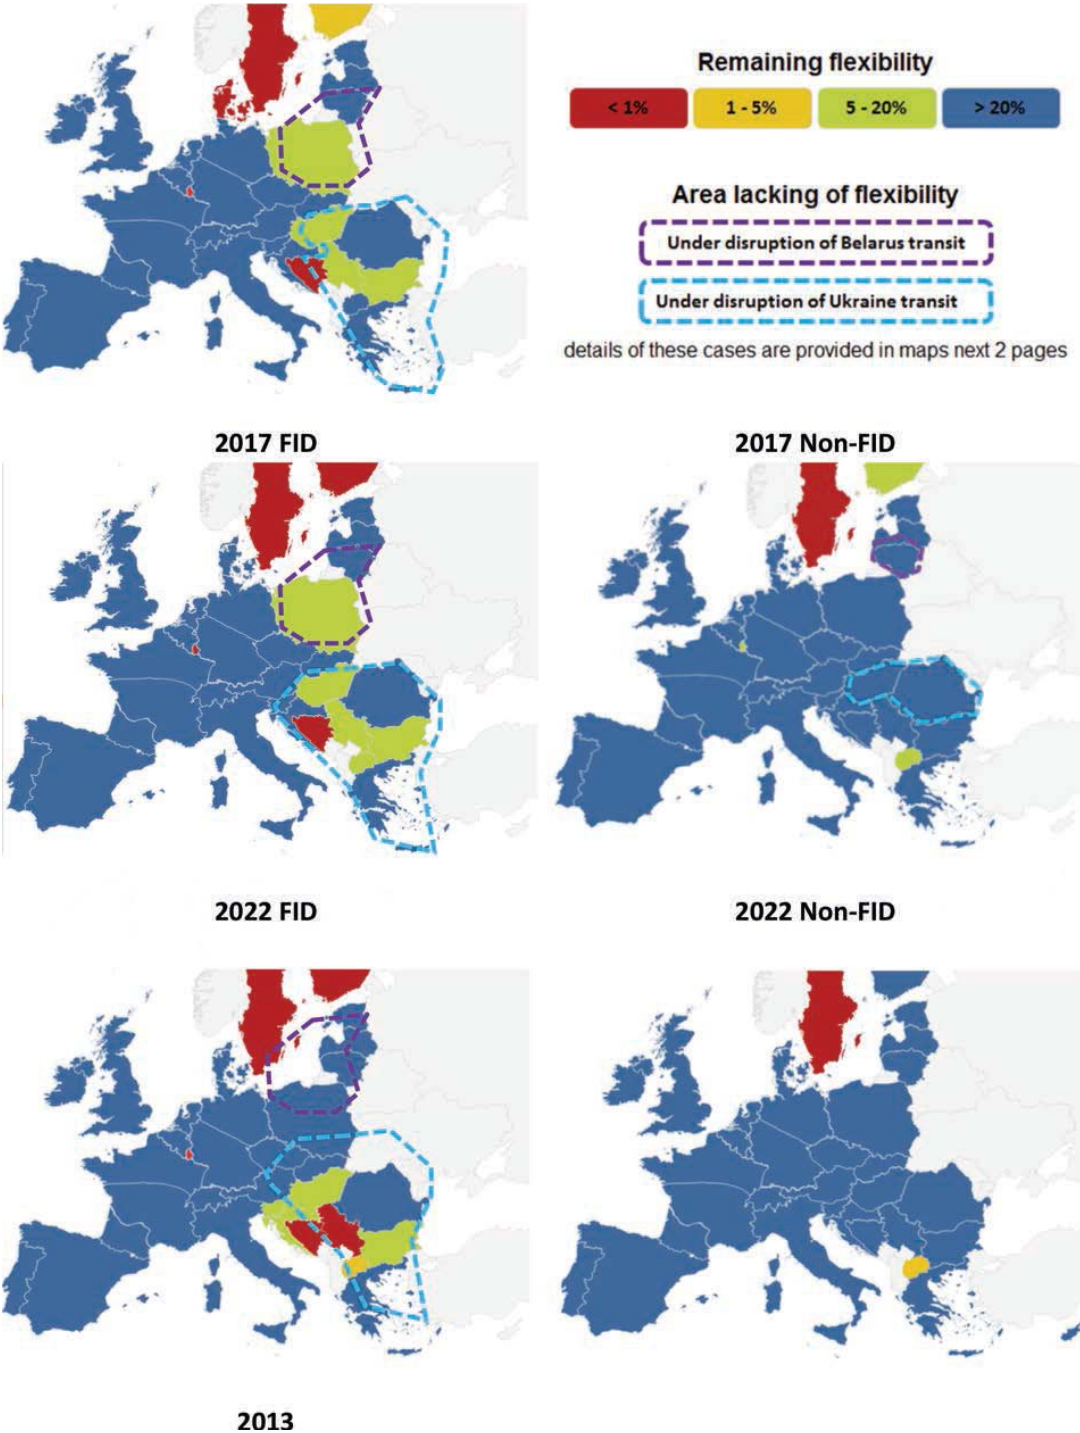 Remaining flexibility
< 1%
1 - 5%
5 - 20%
> 20%
Area lacking of flexibility
Under disruption of Belarus transit
Under disruption of Ukraine transit
details of these cases are provided in maps next 2 pages
2017 FID
2017 Non-FID
2022 FID
2022 Non-FID
2013